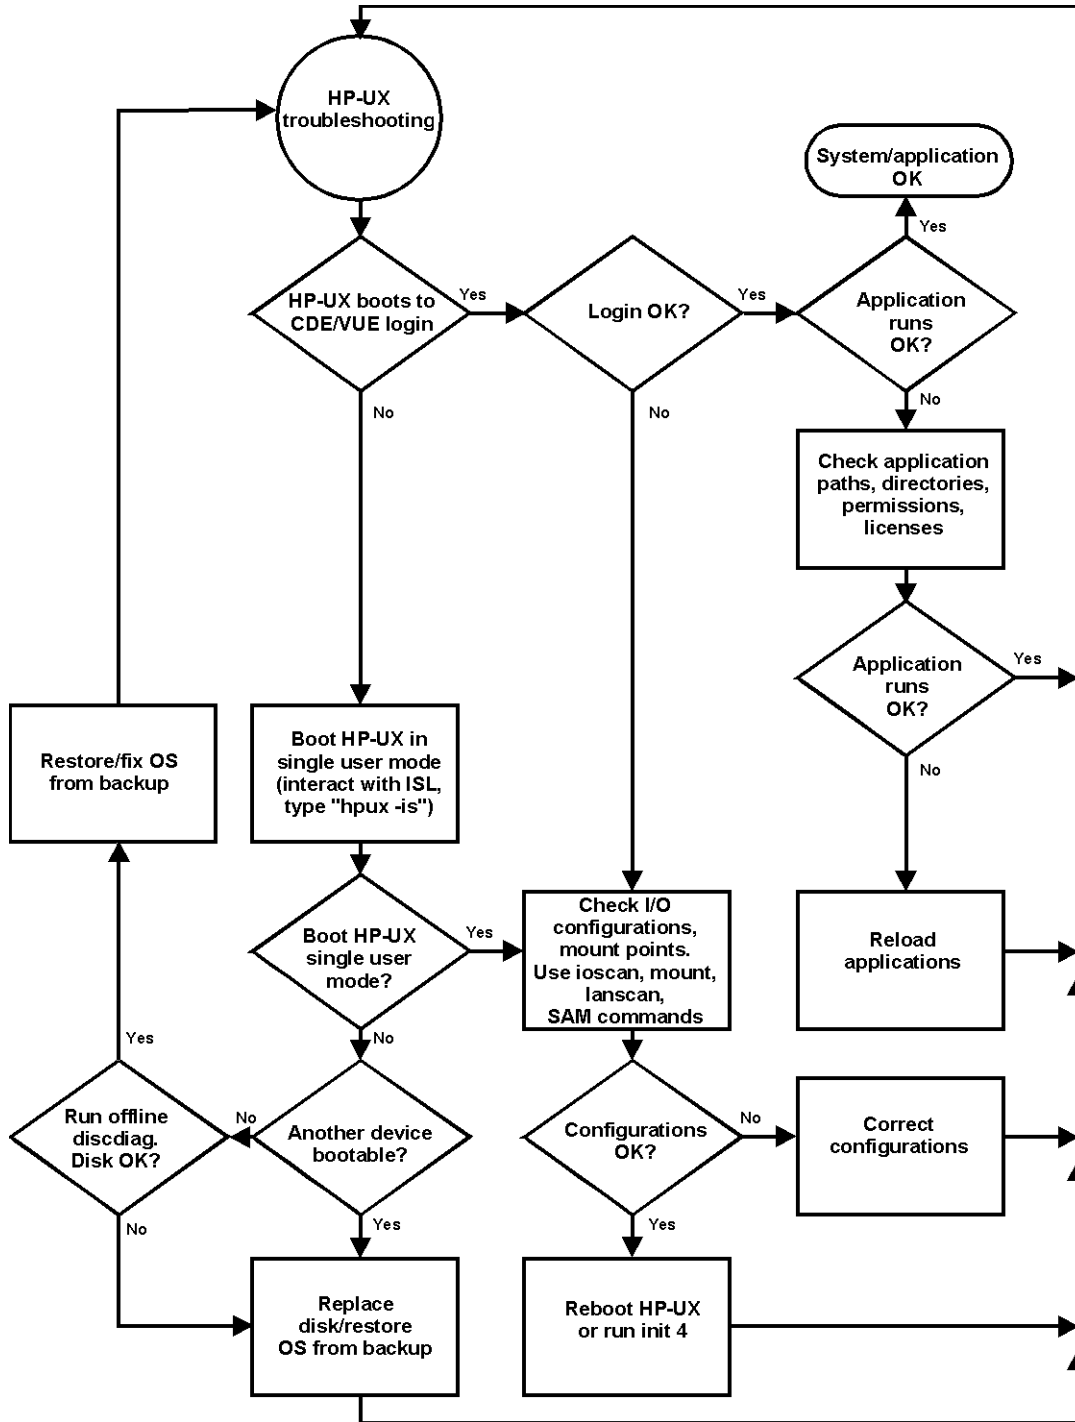 HP-UX
troubleshooting
System/application
OK
Yes
HP-UX boots to
CDE/VUE login
Yes
Login OK?
Yes
Application
runs
OK?
No
No
No
Check application
paths, directories,
permissions,
licenses
Application
runs
OK?
Yes
No
Restore/fix OS
from backup
Boot HP-UX in
single user mode
(interact with ISL,
type "hpux -is")
Boot HP-UX
single user
mode?
Yes
Check I/O
configurations,
mount points.
Use ioscan, mount,
lanscan,
SAM commands
Reload
applications
Yes
No
Run offline
discdiag.
Disk OK?
No
Another device
bootable?
Configurations
OK?
No
Correct
configurations
No
Yes
Yes
Replace
disk/restore
OS from backup
Reboot HP-UX
or run init 4